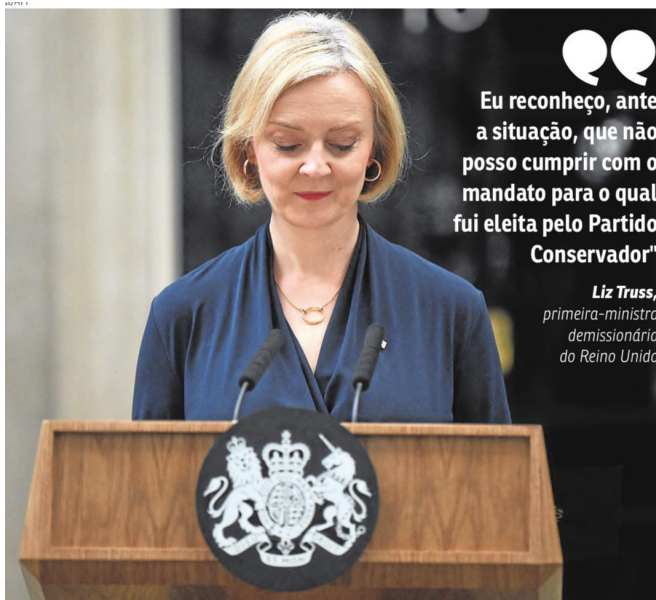 Eu reconheço, ante
a situação, que não
posso cumprir com o
mandato para o qual
fui eleita pelo Partido
Conservador"
Liz Truss,
primeira-ministra
demissionária
do Reino Unido